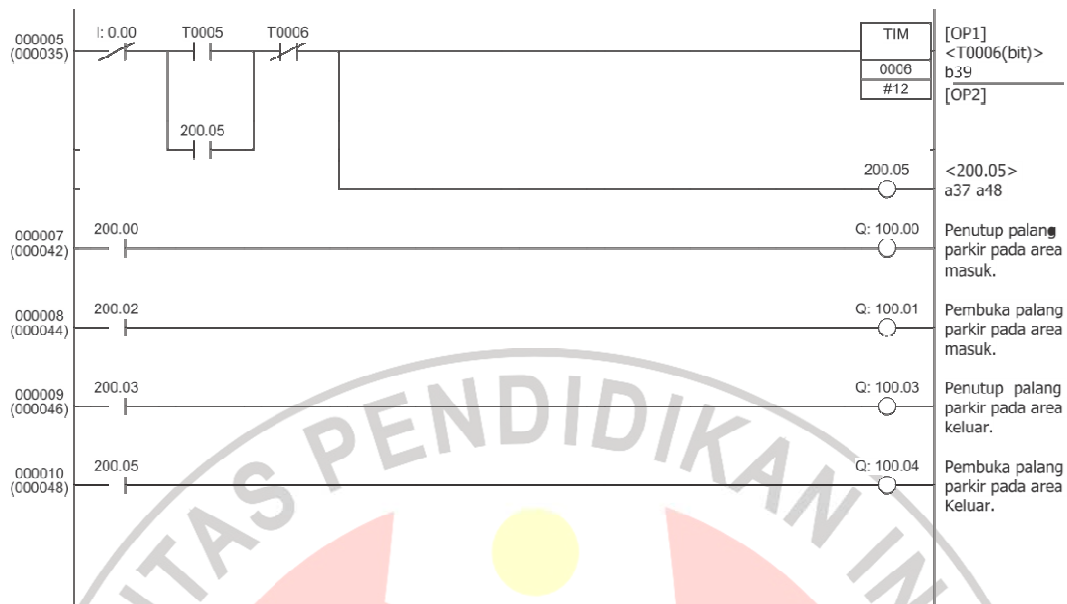 I: 0.00 T0005 T0006 TIM [OP1]
000005
(000035)
<T0006(bit)>
0006 b39
#12 [OP2]
200.05
200.05 <200.05>
a37 a48
000007
(000042)
200.00 Q: 100.00 Penutup palang
parkir pada area
masuk.
000008
(000044)
200.02 Q: 100.01 Pembuka palang
parkir pada area
masuk.
000009
(000046)
200.03 Q: 100.03 Penutup palang
parkir pada area
keluar.
000010
(000048)
200.05 Q: 100.04 Pembuka palang
parkir pada area
Keluar.
ITAS PENDIDIKAN IN